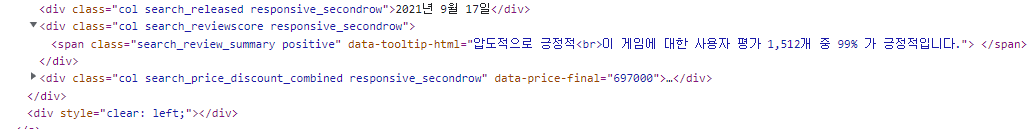 <div class="col search_released responsive_secondrow">2021년 9월 17일</div>
▼<div class="col search_reviewscore responsive_secondrow">
<span class="search_review_summary positive" data-tooltip-html="압도적으로 긍정적<br>이 게임에 대한 사용자 평가 1,512개 중 99% 가 긍정적입니다."> </span>
</div>
▶<div class="col search_price_discount_combined responsive_secondrow" data-price-final="697000">…</div>
</div>
<div style="clear: left;"></div>